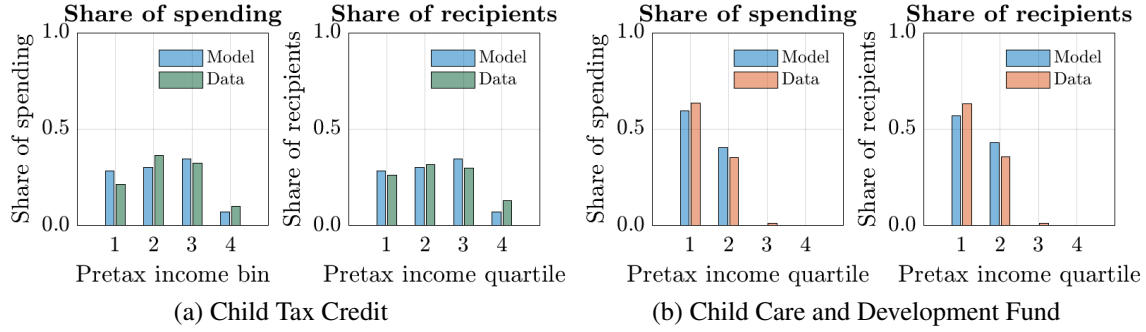 Share of spending
Share of spending
1.0
0.5
0.0
Model
Data
1 2 3 4
Pretax income bin
Share of recipients
Share of recipients
1.0
0.5
0.0
Model
Data
1 2 3 4
Pretax income quartile
(a) Child Tax Credit
Share of spending
Share of spending
1.0
0.5
0.0
Model
Data
1 2 3 4
Pretax income quartile
Share of recipients
Share of recipients
1.0
0.5
0.0
Model
Data
1 2 3 4
Pretax income quartile
(b) Child Care and Development Fund